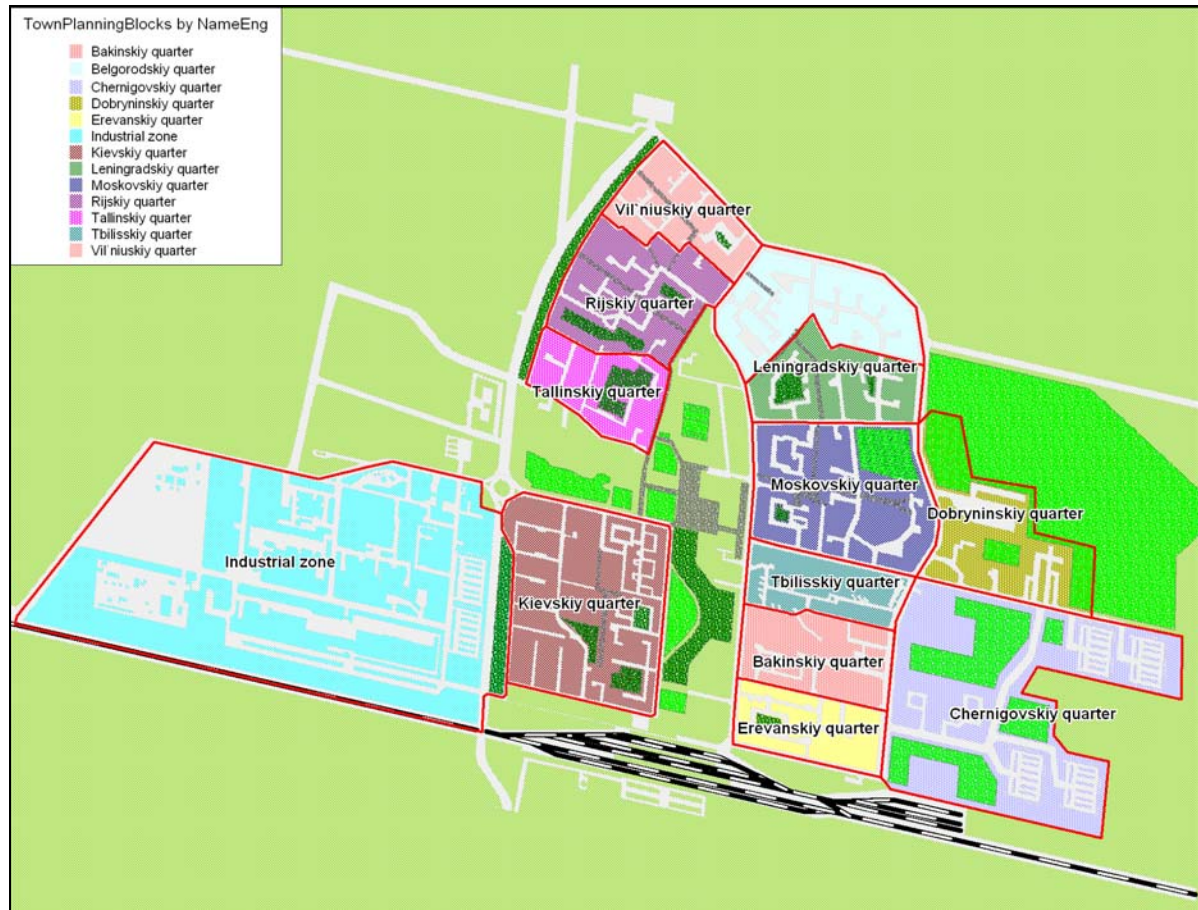 TownPlanningBlocks by NameEng
Bakinskiy quarter
Belgorodskiy quarter
Chernigovskiy quarter
Dobryninskiy quarter
Erevanskiy quarter
Industrial zone
Kievskiy quarter
Leningradskiy quarter
Moskovskiy quarter
Rijskiy quarter
Tallinskiy quarter
Tbilisskiy quarter
Vil`niuskiy quarter
Vil`niuskiy quarter
Rijskiy quarter
Leningradskiy quarter
Tallinskiy quarter
Moskovskiy quarter
Dobryninskiy quarter
Industrial zone
Tbilisskiy quarter
Kievskiy quarter
Bakinskiy quarter
Chernigovskiy quarter
Erevanskiy quarter